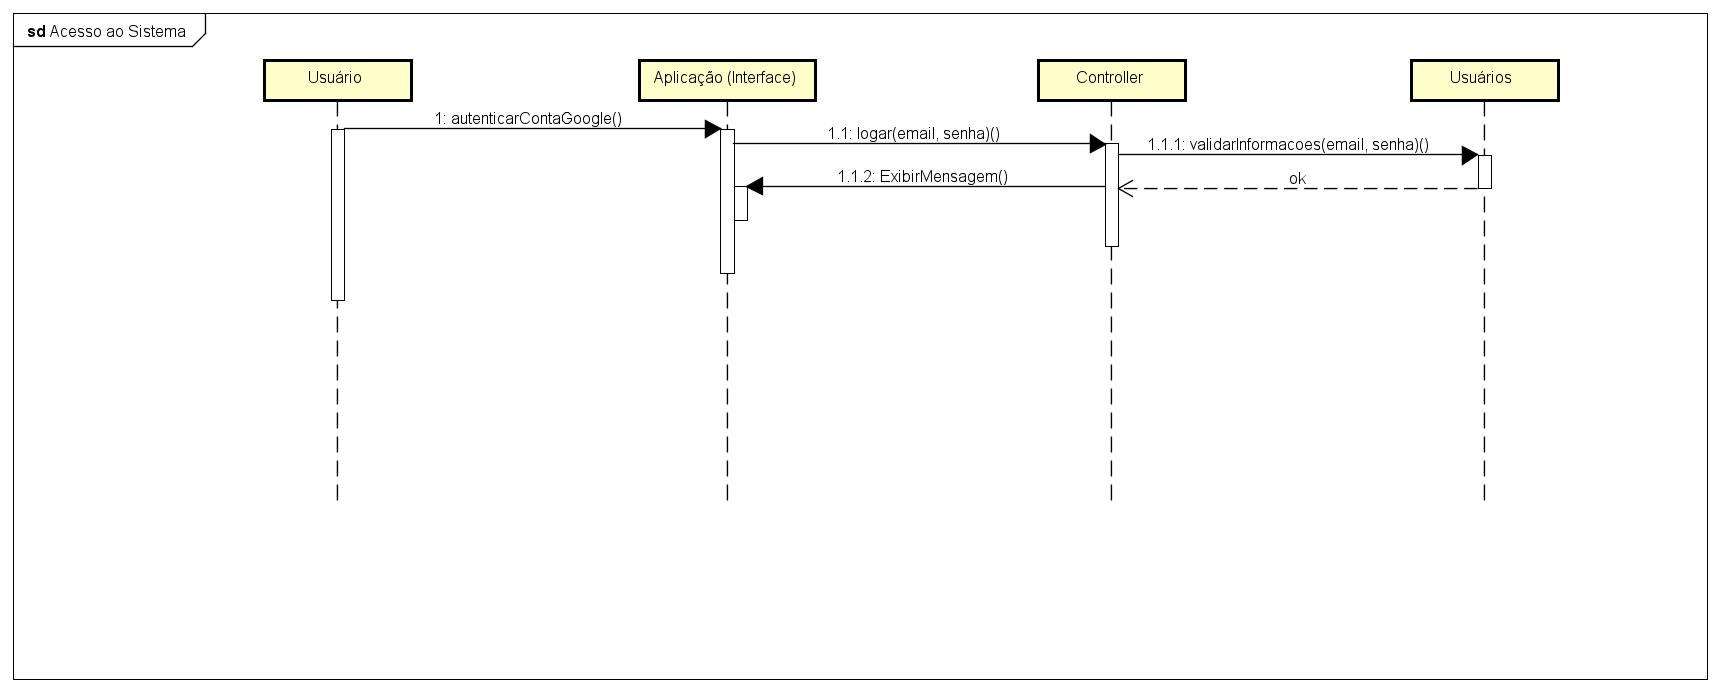 sd Acesso ao Sistema
Usuário
Aplicação (Interface)
Controller
Usuários
1: autenticarContaGoogle()
1.1: logar(email, senha)()
1.1.1: validarInformacoes(email, senha)()
1.1.2: ExibirMensagem()
ok